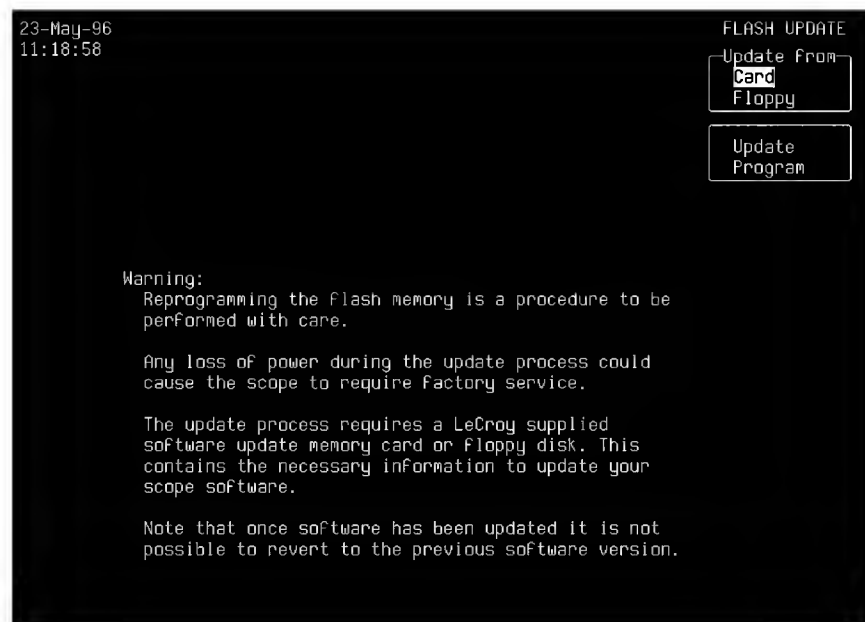 23-May-96
11:18:58
FLASH UPDATE
Update from
Card
Floppy
Update
Program
Warning:
Reprogramming the flash memory is a procedure to be
performed with care.
Any loss of power during the update process could
cause the scope to require factory service.
The update process requires a LeCroy supplied
software update memory card or floppy disk. This
contains the necessary information to update your
scope software.
Note that once software has been updated it is not
possible to revert to the previous software version.